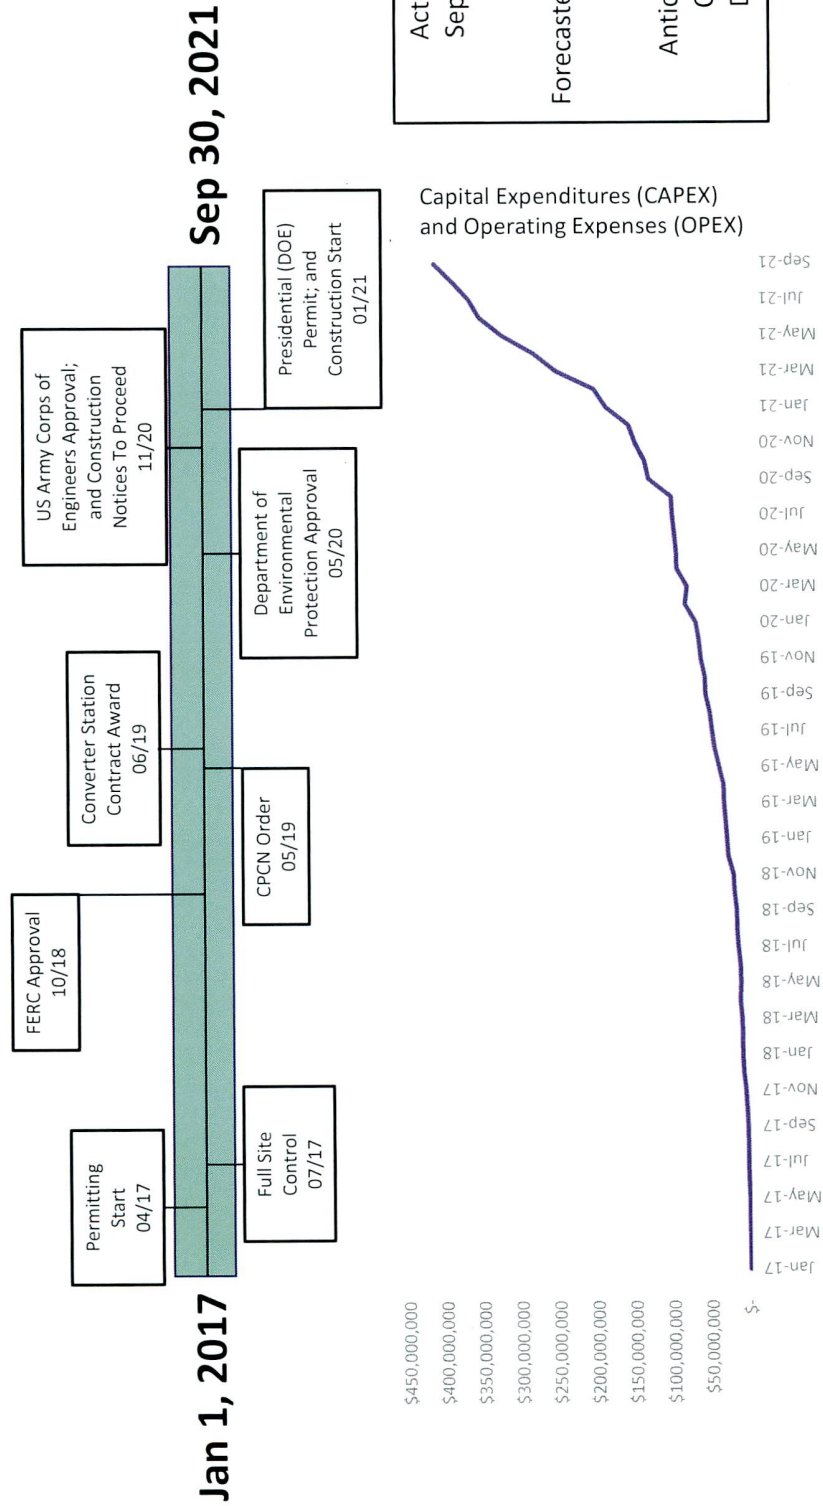 Jan 1, 2017
Sep 30, 2021
Permitting
Start
04/17
FERC Approval
10/18
Converter Station
Contract Award
06/19
US Army Corps of
Engineers Approval;
and Construction
Notices To Proceed
11/20
Full Site
Control
07/17
CPCN Order
05/19
Department of
Environmental
Protection Approval
05/20
Presidential (DOE)
Permit; and
Construction Start
01/21
Capital Expenditures (CAPEX)
and Operating Expenses (OPEX)
$450,000,000
$400,000,000
$350,000,000
$300,000,000
$250,000,000
$200,000,000
$150,000,000
$100,000,000
$50,000,000
$-
Jan-17
Mar-17
May-17
Jul-17
Sep-17
Nov-17
Jan-18
Mar-18
May-18
Jul-18
Sep-18
Nov-18
Jan-19
Mar-19
May-19
Jul-19
Sep-19
Nov-19
Jan-20
Mar-20
May-20
Jul-20
Sep-20
Nov-20
Jan-21
Mar-21
May-21
Jul-21
Sep-21
Act
Sep
Forecaste
Antic